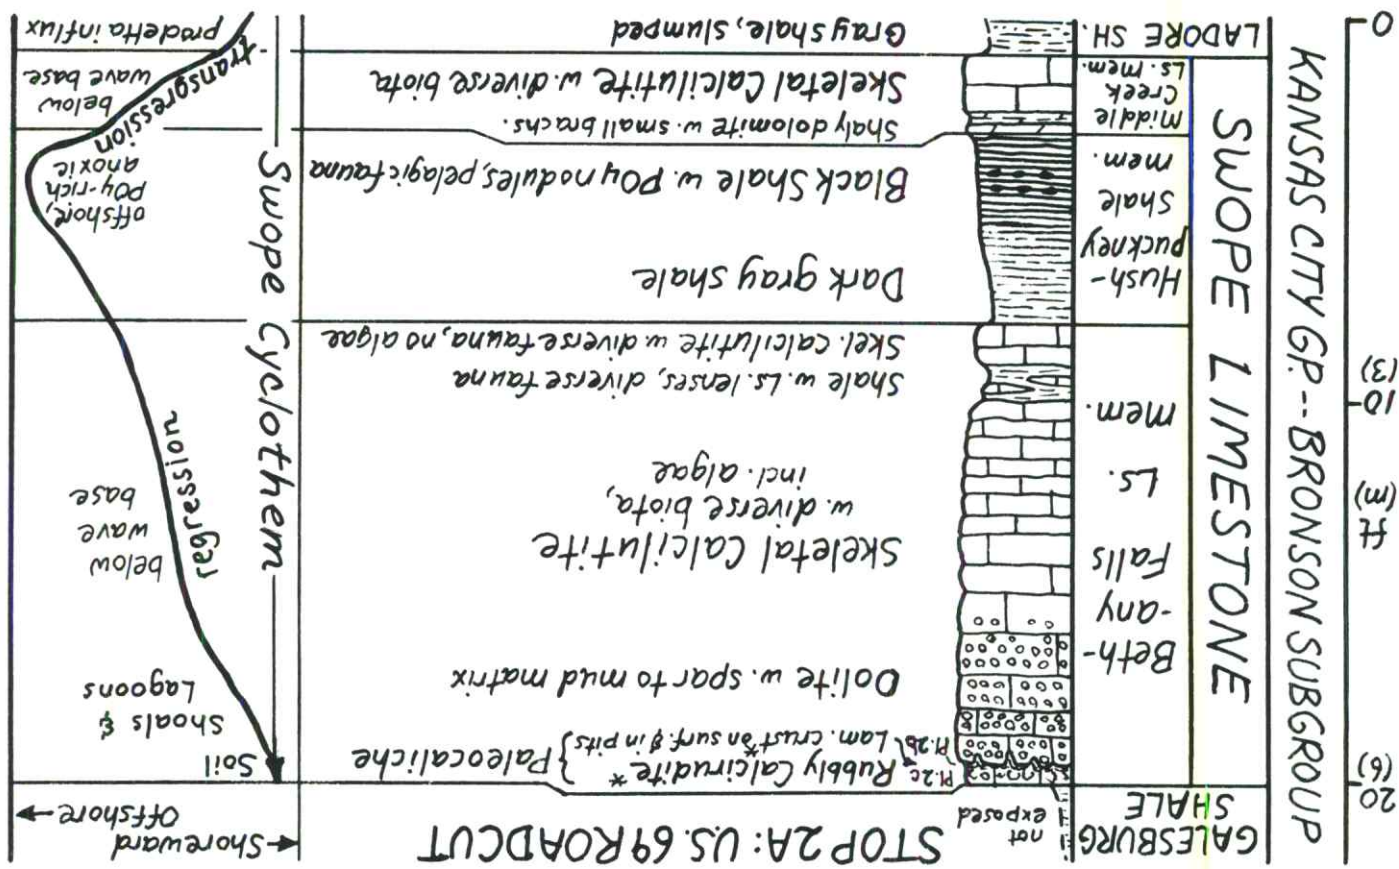 STOP 2A: U.S. 69 ROADCUT
←Shoreward
Offshore→
GALESBURG
SHALE
not
exposed
20
(6)
ft
(m)
10
(3)
0
KANSAS CITY GP.--BRONSON SUBGROUP
SWOPE LIMESTONE
Beth-
-any
Falls
Ls.
mem.
Hush-
puckney
Shale
mem.
middle
Creek
Ls. mem.
LADORE SH.
Pl.2c Rubbly Calcirudite*
Pl.2b Lam. crust* on surf. & in pits
} Paleocaliche
Oolite w. spar to mud matrix
Skeletal Calcilutite
w. diverse biota,
incl. algae
Shale w. Ls. lenses, diverse fauna
Skel. calcilutite w. diverse fauna, no algae
Dark gray shale
Black Shale w. PO4 nodules, pelagic fauna
Shaly dolomite w. small brachs.
Skeletal Calcilutite w. diverse biota
Gray shale, slumped
Swope Cyclothem
Soil
Shoals &
Lagoons
regression
below
wave
base
offshore,
PO4-rich
anoxic
transgression
below
wave base
prodelta influx